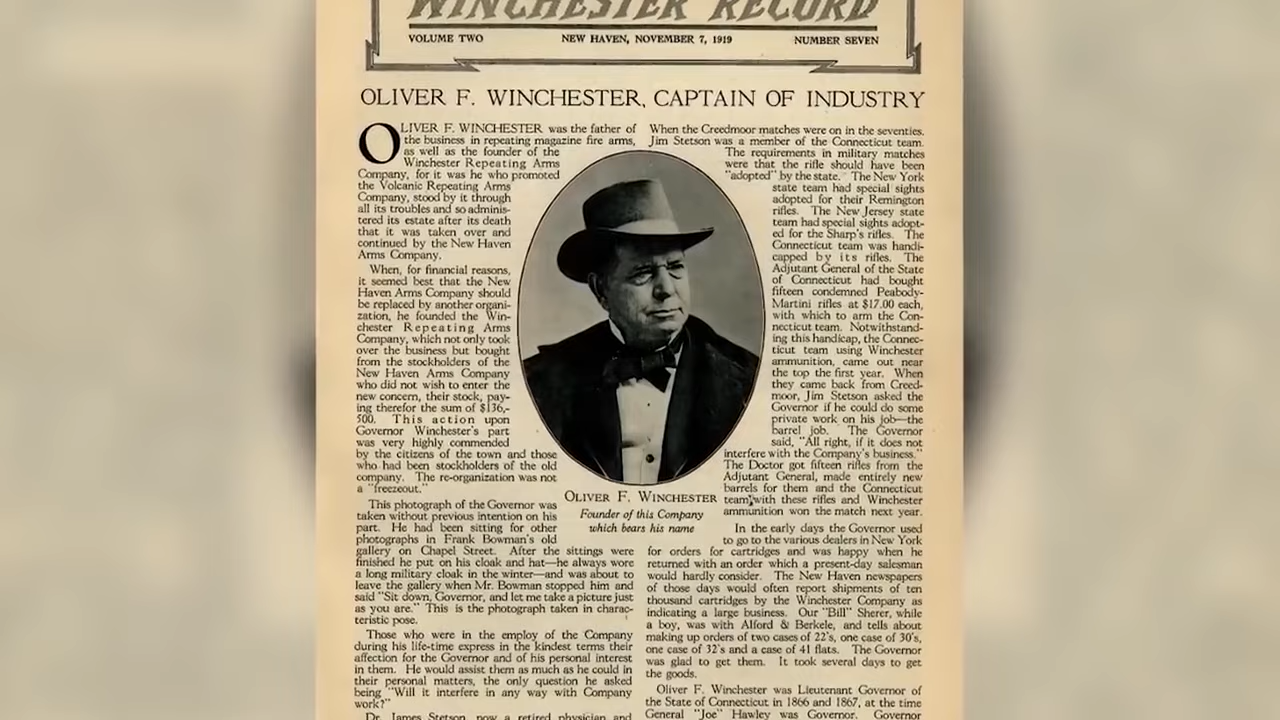 WINCHESTER RECORD
VOLUME TWO NEW HAVEN, NOVEMBER 7, 1919 NUMBER SEVEN
OLIVER F. WINCHESTER, CAPTAIN OF INDUSTRY
OLIVER F. WINCHESTER was the father of
the business in repeating magazine fire arms,
as well as the founder of the
Winchester Repeating Arms
Company, for it was he who promoted
the Volcanic Repeating Arms
Company, stood by it through
all its troubles and so adminis-
tered its estate after its death
that it was taken over and
continued by the New Haven
Arms Company.
When, for financial reasons,
it seemed best that the New
Haven Arms Company should
be replaced by another organi-
zation, he founded the Win-
chester Repeating Arms
Company, which not only took
over the business but bought
from the stockholders of the
New Haven Arms Company
who did not wish to enter the
new concern, their stock, pay-
ing therefor the sum of $136,-
500. This action upon
Governor Winchester's part
was very highly commended
by the citizens of the town and those
who had been stockholders of the old
company. The re-organization was not
a "freezeout."
This photograph of the Governor was
taken without previous intention on his
part. He had been sitting for other
photographs in Frank Bowman's old
gallery on Chapel Street. After the sittings were
finished he put on his cloak and hat—he always wore
a long military cloak in the winter—and was about to
leave the gallery when Mr. Bowman stopped him and
said "Sit down, Governor, and let me take a picture just
as you are." This is the photograph taken in charac-
teristic pose.
Those who were in the employ of the Company
during his life-time express in the kindest terms their
affection for the Governor and of his personal interest
in them. He would assist them as much as he could in
their personal matters, the only question he asked
being "Will it interfere in any way with Company
work?"
Dr. James Stetson, now a retired physician and
OLIVER F. WINCHESTER
Founder of this Company
which bears his name
When the Creedmoor matches were on in the seventies.
Jim Stetson was a member of the Connecticut team.
The requirements in military matches
were that the rifle should have been
"adopted" by the state. The New York
state team had special sights
adopted for their Remington
rifles. The New Jersey state
team had special sights adopt-
ed for the Sharp's rifles. The
Connecticut team was handi-
capped by its rifles. The
Adjutant General of the State
of Connecticut had bought
fifteen condemned Peabody-
Martini rifles at $17.00 each,
with which to arm the Con-
necticut team. Notwithstand-
ing this handicap, the Connec-
ticut team using Winchester
ammunition, came out near
the top the first year. When
they came back from Creed-
moor, Jim Stetson asked the
Governor if he could do some
private work on his job—the
barrel job. The Governor
said, "All right, if it does not
interfere with the Company's business."
The Doctor got fifteen rifles from the
Adjutant General, made entirely new
barrels for them and the Connecticut
team with these rifles and Winchester
ammunition won the match next year.
In the early days the Governor used
to go to the various dealers in New York
for orders for cartridges and was happy when he
returned with an order which a present-day salesman
would hardly consider. The New Haven newspapers
of those days would often report shipments of ten
thousand cartridges by the Winchester Company as
indicating a large business. Our "Bill" Sherer, while
a boy, was with Alford & Berkele, and tells about
making up orders of two cases of 22's, one case of 30's,
one case of 32's and a case of 41 flats. The Governor
was glad to get them. It took several days to get
the goods.
Oliver F. Winchester was Lieutenant Governor of
the State of Connecticut in 1866 and 1867, at the time
General "Joe" Hawley was Governor. Governor